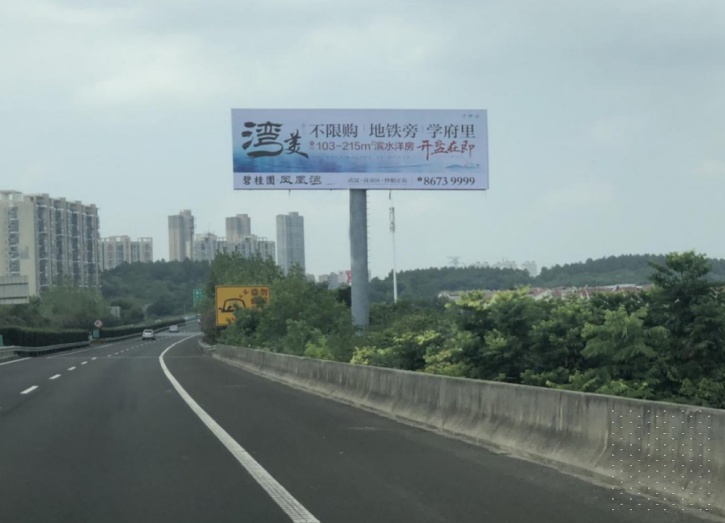 湾美
不限购 地铁旁 学府里
103-215m²滨水洋房 开盘在即
碧桂园 凤凰湾
8673 9999